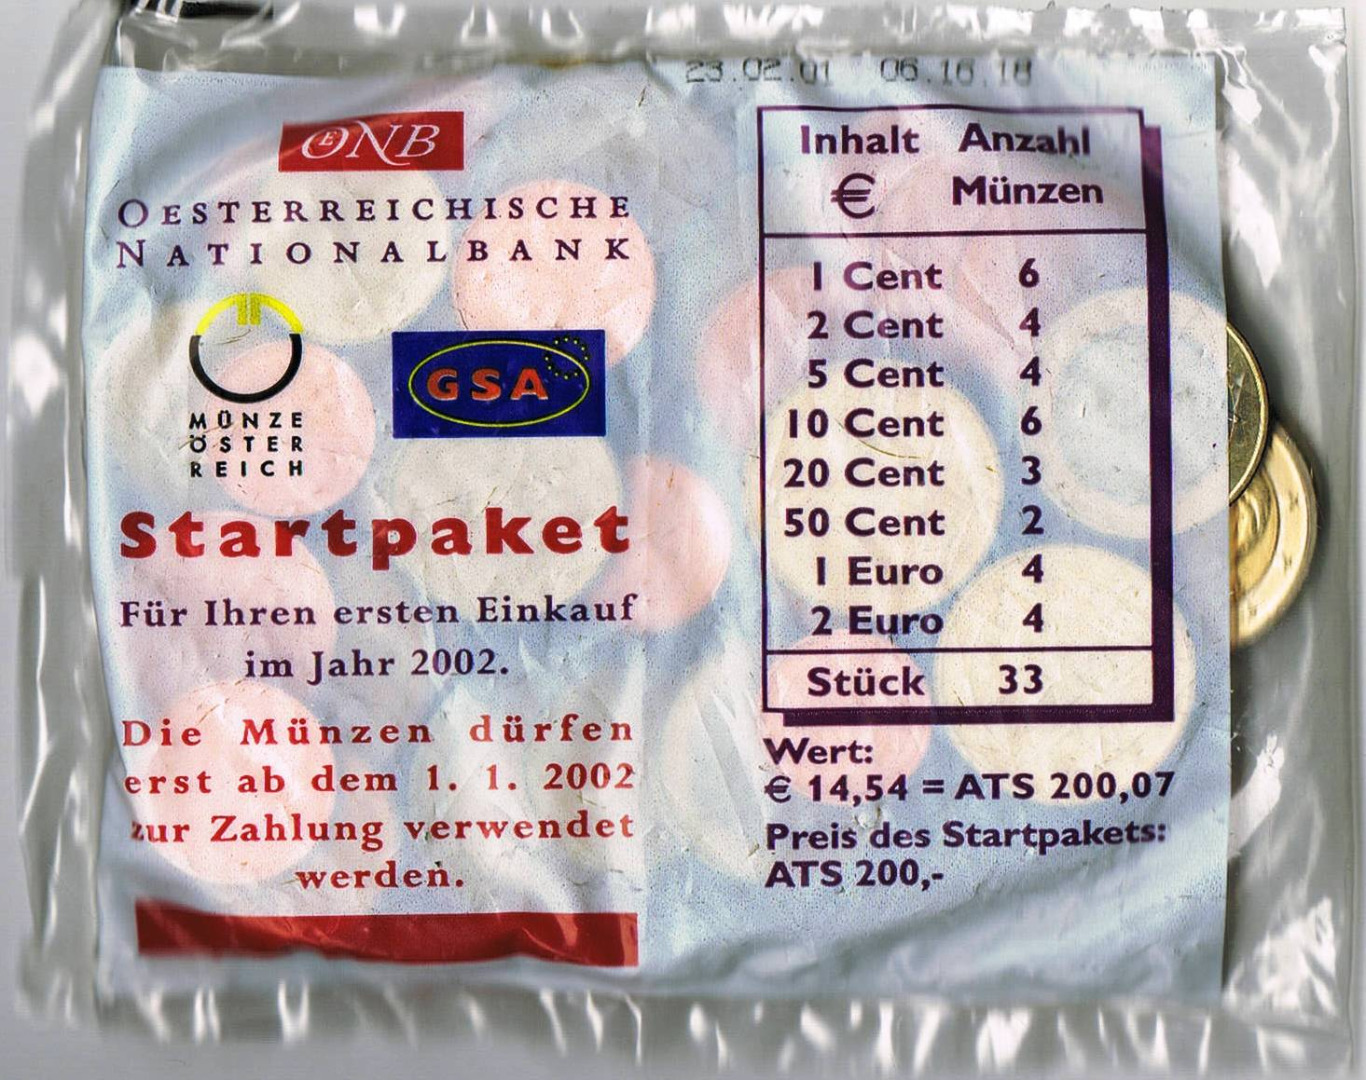 23.02.01 06.16.18
OeNB
OESTERREICHISCHE
NATIONALBANK
MÜNZE
ÖSTER
REICH
GSA
Startpaket
Für Ihren ersten Einkauf
im Jahr 2002.
Die Münzen dürfen
erst ab dem 1. 1. 2002
zur Zahlung verwendet
werden.
Inhalt Anzahl
€ Münzen
1 Cent 6
2 Cent 4
5 Cent 4
10 Cent 6
20 Cent 3
50 Cent 2
1 Euro 4
2 Euro 4
Stück 33
Wert:
€ 14,54 = ATS 200,07
Preis des Startpakets:
ATS 200,-